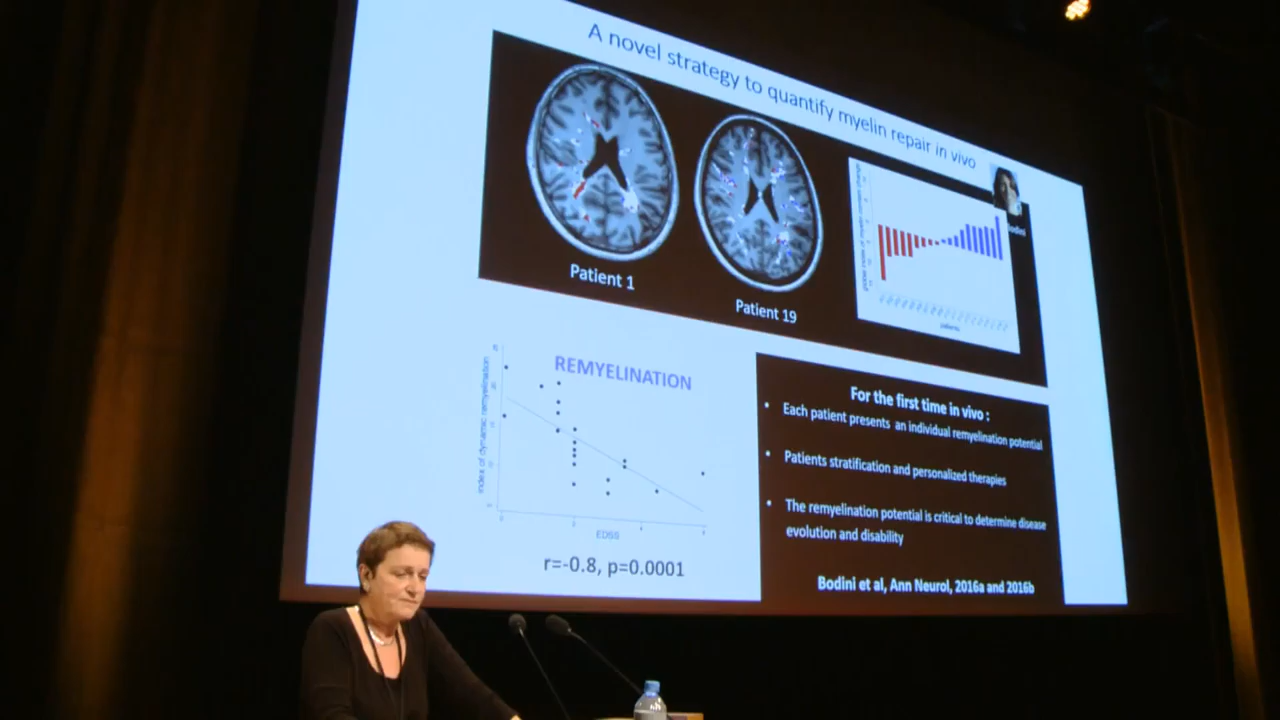 A novel strategy to quantify myelin repair in vivo
Bodini
Patient 1
Patient 19
patients
REMYELINATION
index of dynamic remyelination
EDSS
r=-0.8, p=0.0001
For the first time in vivo :
• Each patient presents an individual remyelination potential
• Patients stratification and personalized therapies
• The remyelination potential is critical to determine disease
evolution and disability
Bodini et al, Ann Neurol, 2016a and 2016b